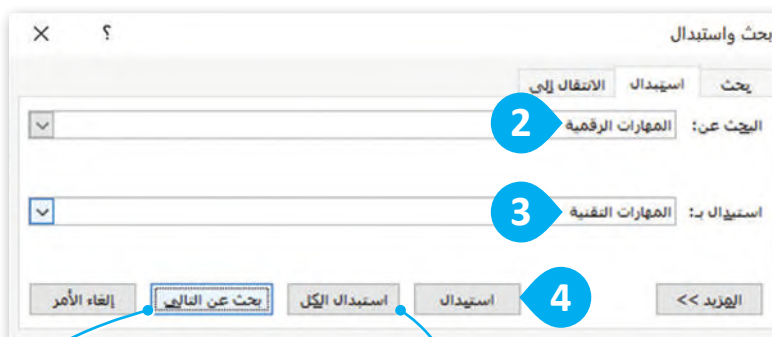 بحث واستبدال ؟ ×
بحث استبدال الانتقال إلى
البحث عن: المهارات الرقمية 2
استبدال بـ: المهارات التقنية 3
المزيد >> 4 استبدال استبدال الكل بحث عن التالي إلغاء الأمر